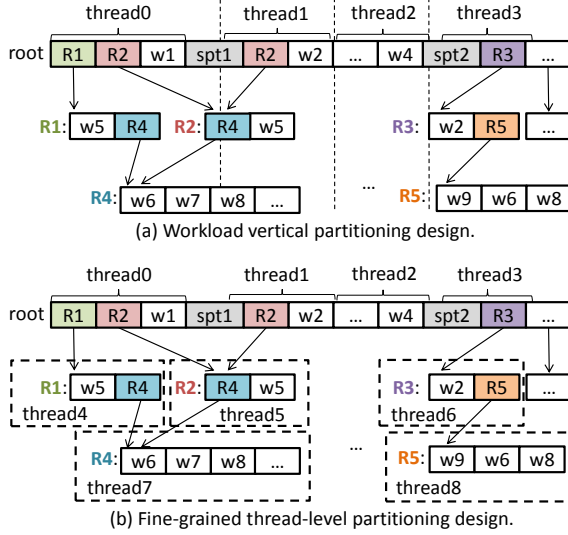 thread0 thread1 thread2 thread3
root R1 R2 w1 spt1 R2 w2 ... w4 spt2 R3 ...
R1: w5 R4 R2: R4 w5 R3: w2 R5 ...
R4: w6 w7 w8 ... ... R5: w9 w6 w8
(a) Workload vertical partitioning design.
thread0 thread1 thread2 thread3
root R1 R2 w1 spt1 R2 w2 ... w4 spt2 R3 ...
R1: w5 R4 R2: R4 w5 R3: w2 R5 ...
thread4 thread5 thread6
R4: w6 w7 w8 ... ... R5: w9 w6 w8
thread7 thread8
(b) Fine-grained thread-level partitioning design.